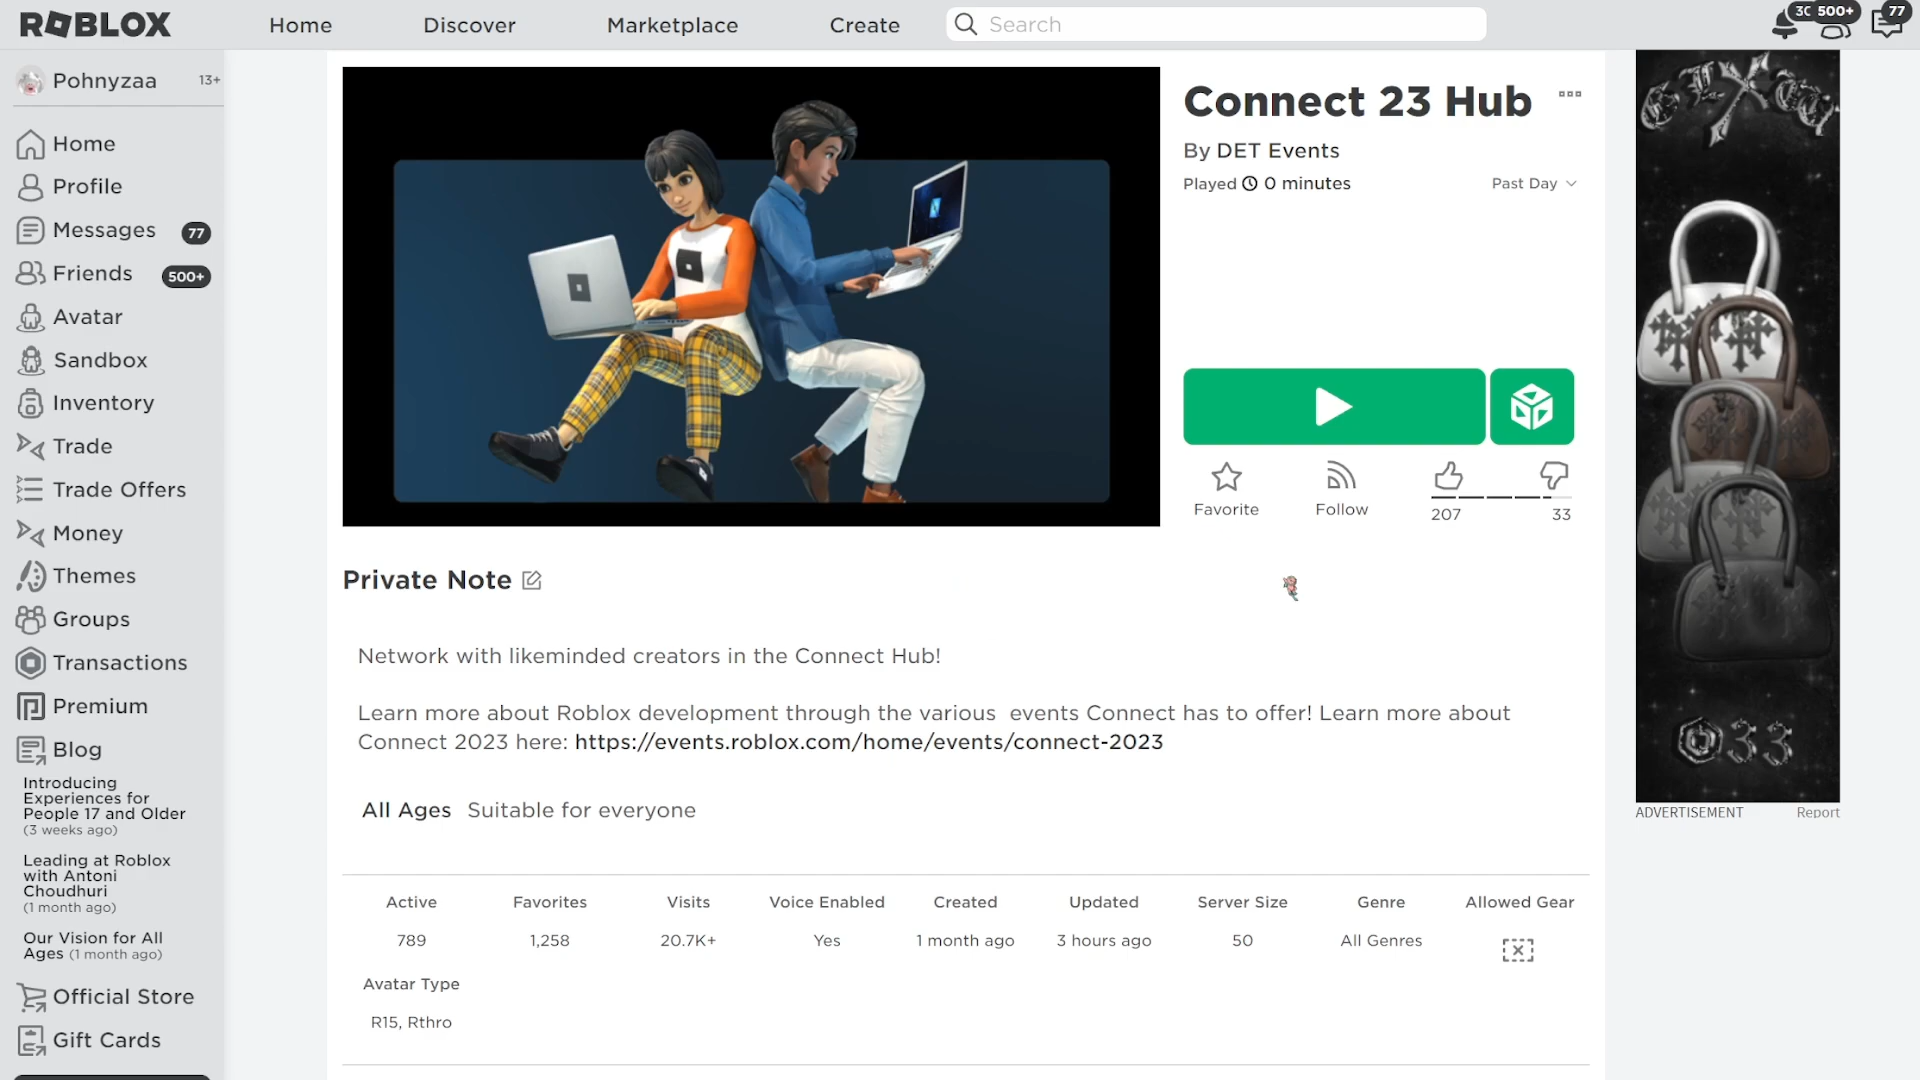 ROBLOX
Home
Discover
Marketplace
Create
Search
500+
77
Pohnyzaa
13+
Home
Profile
Messages
77
Friends
500+
Avatar
Sandbox
Inventory
Trade
Trade Offers
Money
Themes
Groups
Transactions
Premium
Blog
Introducing
Experiences for
People 17 and Older
(3 weeks ago)
Leading at Roblox
with Antoni
Choudhuri
(1 month ago)
Our Vision for All
Ages (1 month ago)
Official Store
Gift Cards
Connect 23 Hub
By DET Events
Played 0 minutes
Past Day
Favorite
Follow
207
33
Private Note
Network with likeminded creators in the Connect Hub!
Learn more about Roblox development through the various events Connect has to offer! Learn more about
Connect 2023 here: https://events.roblox.com/home/events/connect-2023
All Ages Suitable for everyone
Active Favorites Visits Voice Enabled Created Updated Server Size Genre Allowed Gear
789 1,258 20.7K+ Yes 1 month ago 3 hours ago 50 All Genres
Avatar Type
R15, Rthro
33
ADVERTISEMENT
Report